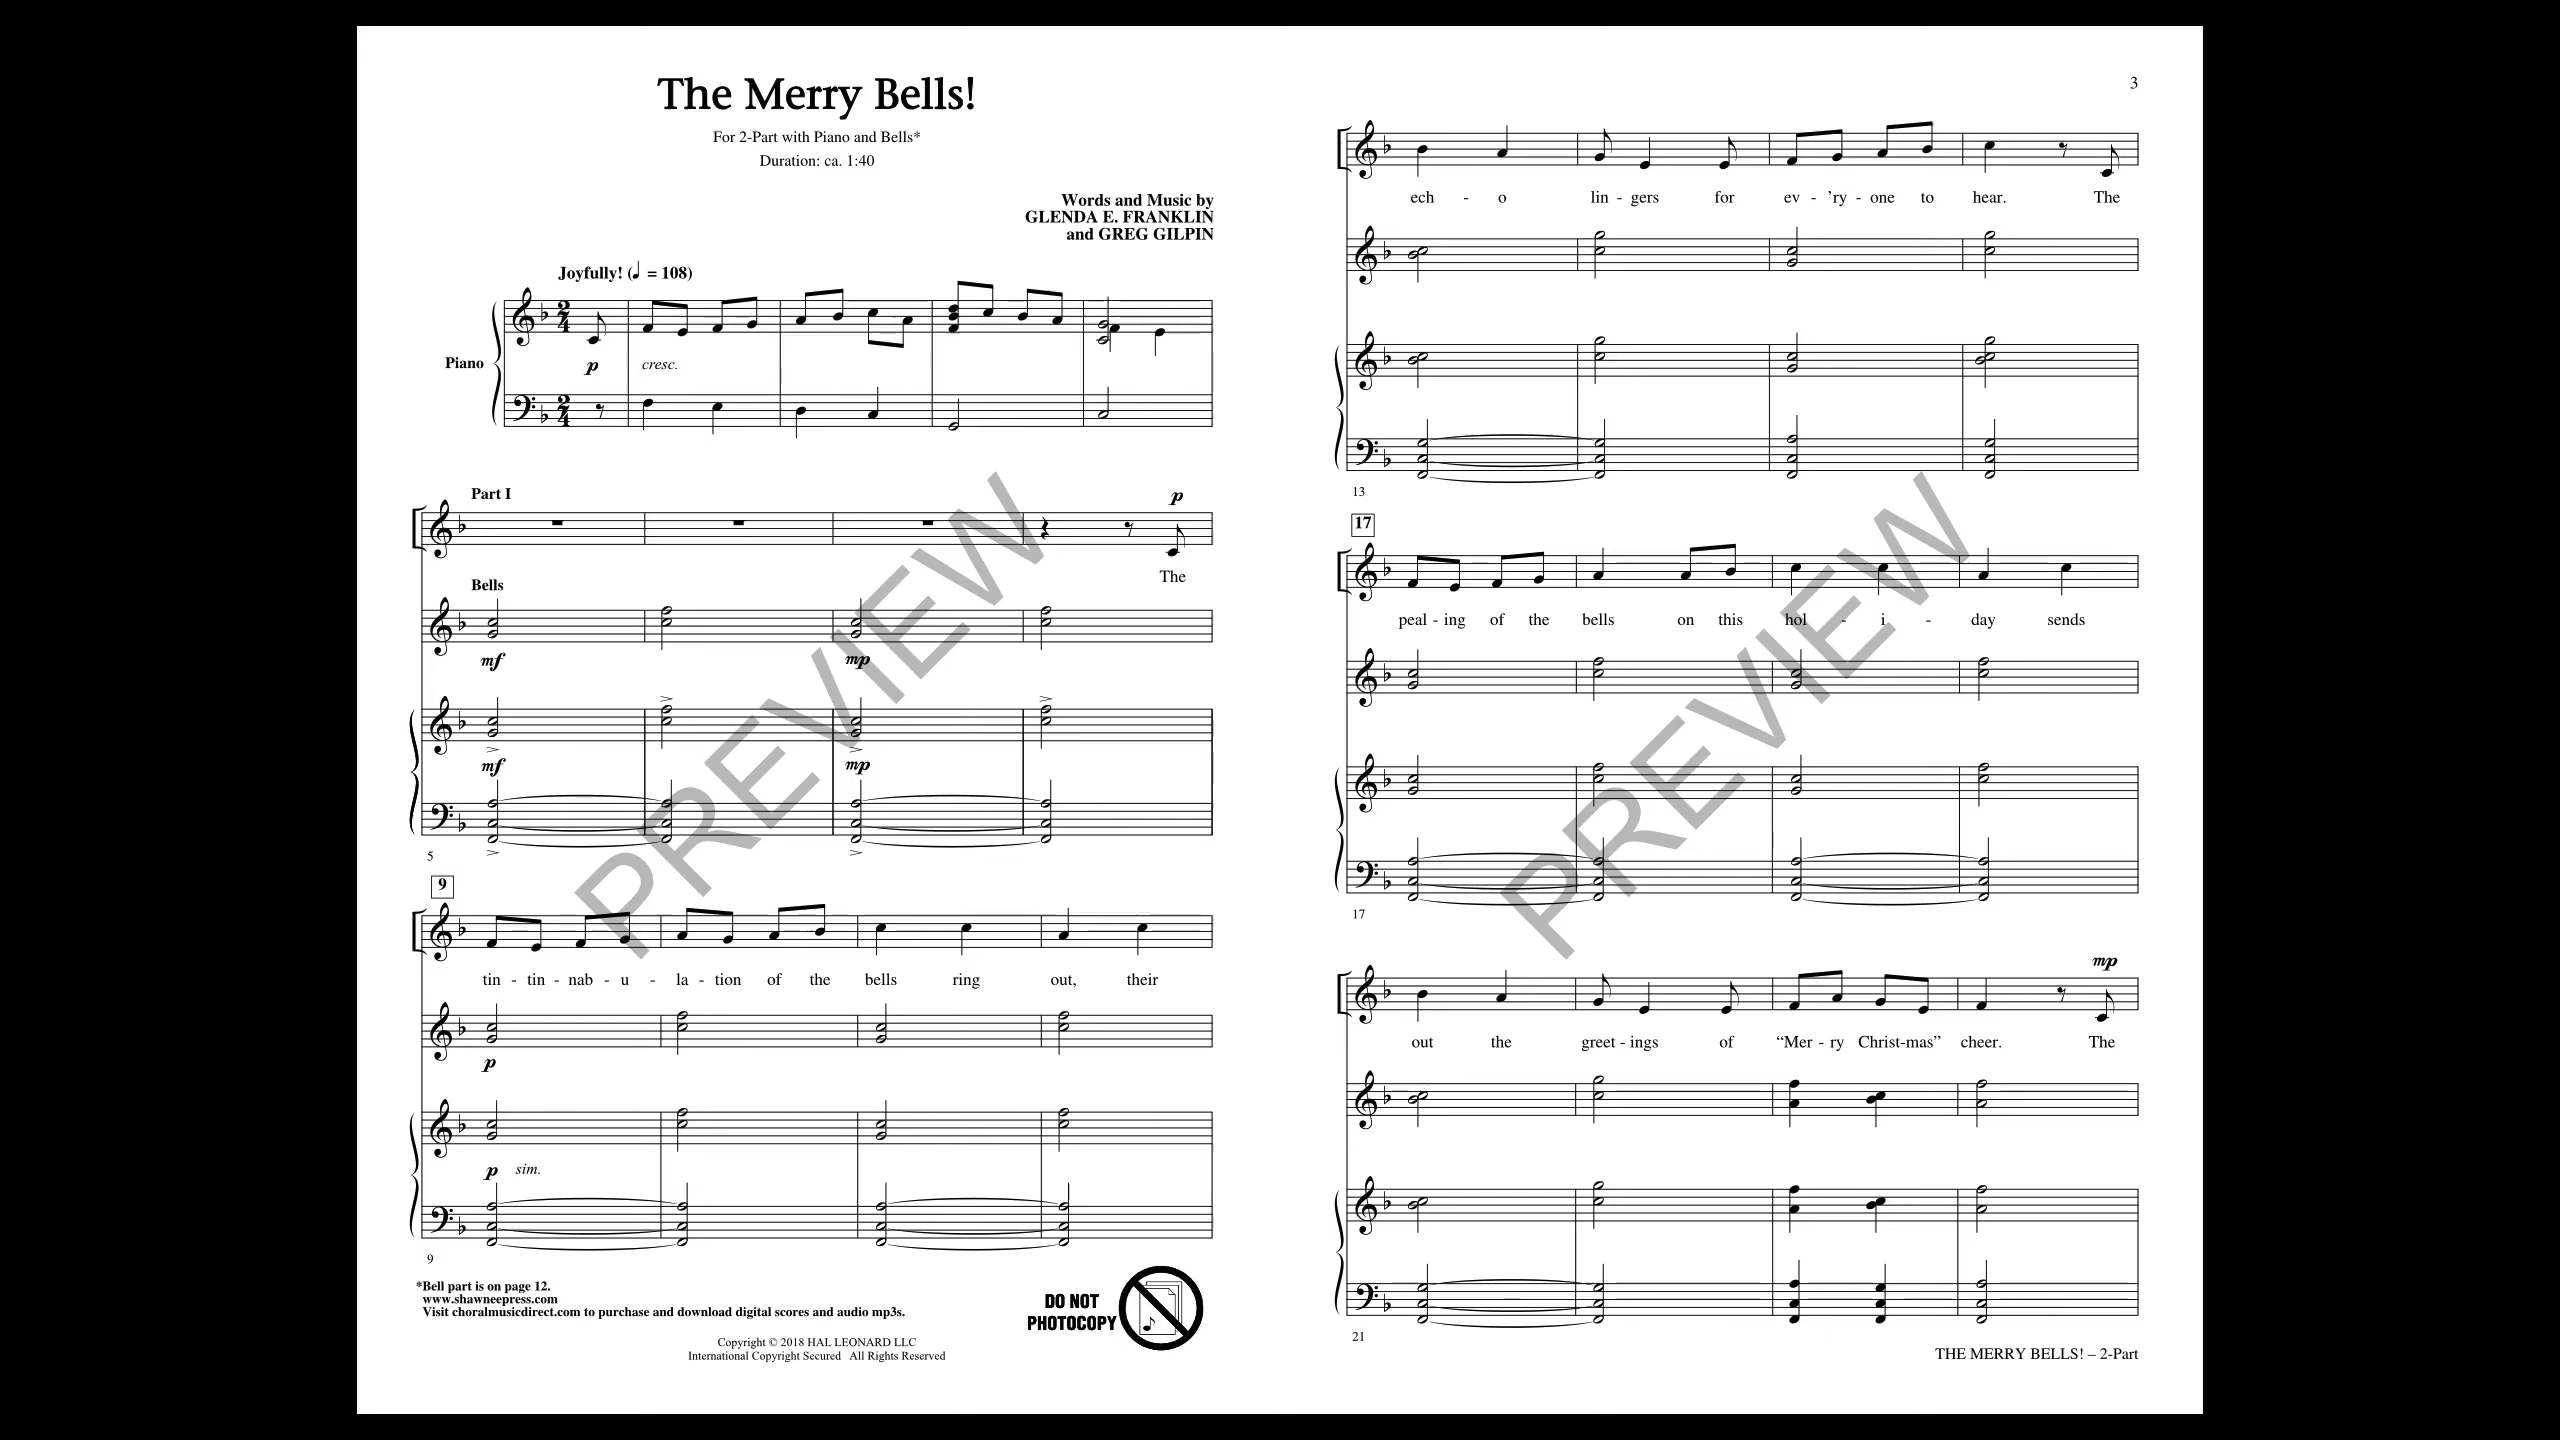 The Merry Bells!
For 2-Part with Piano and Bells*
Duration: ca. 1:40
Words and Music by
GLENDA E. FRANKLIN
and GREG GILPIN
Joyfully! (♩ = 108)
2
4
Piano
p
cresc.
2
4
Part I
p
The
Bells
mf
mp
mf
mp
5
9
tin - tin - nab - u - la - tion of the bells ring out, their
p
p sim.
9
*Bell part is on page 12.
www.shawneepress.com
Visit choralmusicdirect.com to purchase and download digital scores and audio mp3s.
DO NOT
PHOTOCOPY
Copyright © 2018 HAL LEONARD LLC
International Copyright Secured All Rights Reserved
PREVIEW
3
ech - o lin - gers for ev - 'ry - one to hear. The
13
17
peal - ing of the bells on this hol - i - day sends
17
mp
out the greet - ings of “Mer - ry Christ-mas” cheer. The
21
THE MERRY BELLS! – 2-Part
PREVIEW